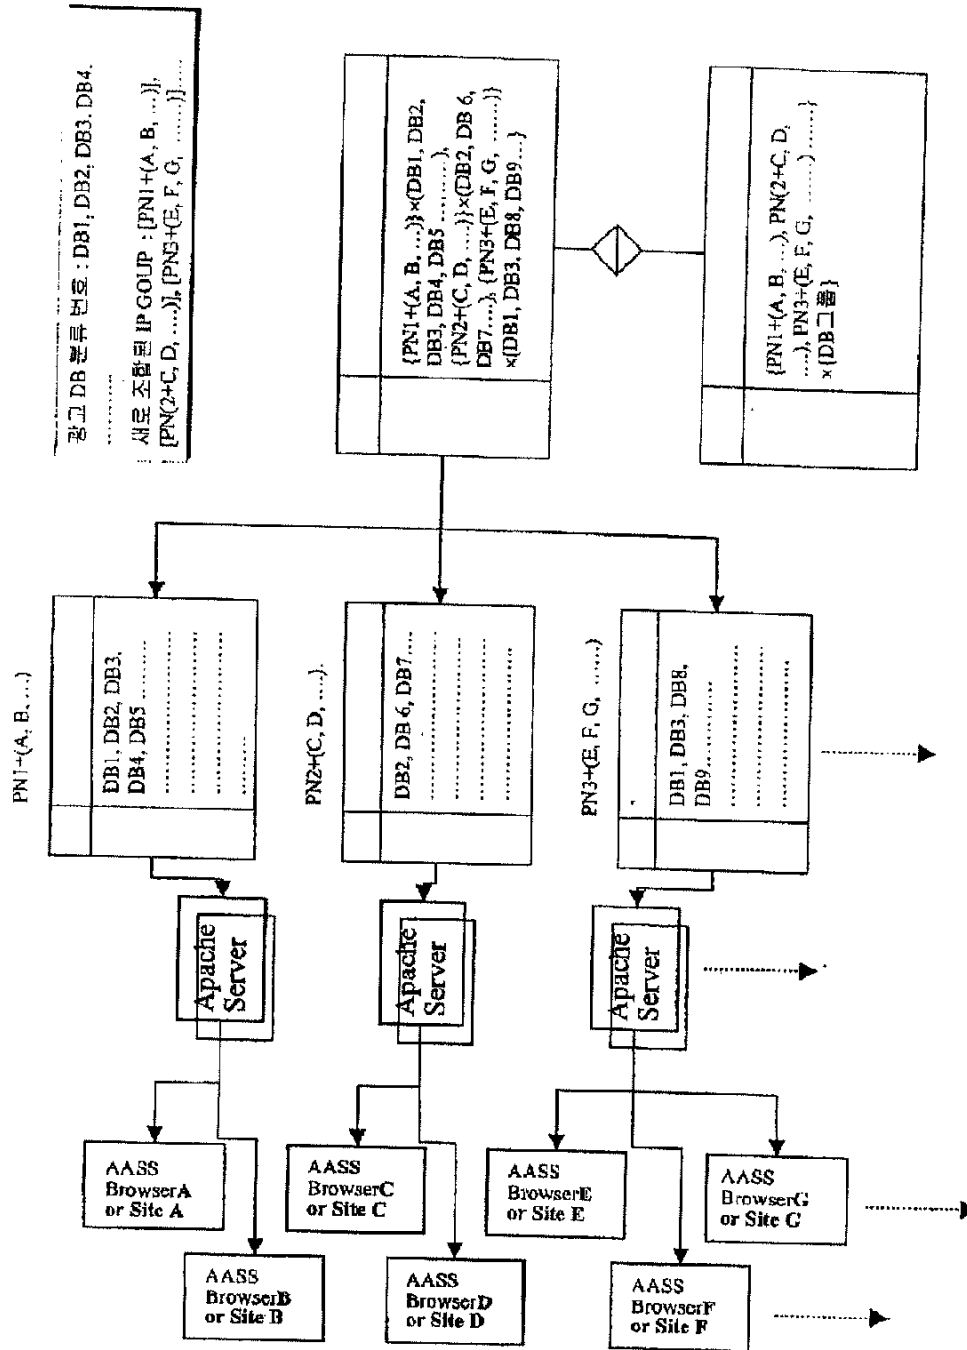 광고 DB 분류 번호 : DB1, DB2, DB3, DB4,
............
새로 조합된 IP GOUP : [PN1+(A, B, ...)],
[PN(2+C, D, ....)], [PN3+(E, F, G, ......)].....
{PN1+(A, B, ...)}×(DB1, DB2,
DB3, DB4, DB5 ..........),
{PN2+(C, D, ....)}×(DB2, DB 6,
DB7....), {PN3+(E, F, G, ......)}
×(DB1, DB3, DB8, DB9...}
{PN1+(A, B, ...), PN(2+C, D,
....), PN3+(E, F, G, ......) ......}
×{DB그룹}
PN1+(A, B, ...)
DB1, DB2, DB3,
DB4, DB5 .........
PN2+(C, D, ....).
DB2, DB 6, DB7....
PN3+(E, F, G, ......)
DB1, DB3, DB8,
DB9...........
Apache
Server
Apache
Server
Apache
Server
AASS
BrowserA
or Site A
AASS
BrowserB
or Site B
AASS
BrowserC
or Site C
AASS
BrowserD
or Site D
AASS
BrowserE
or Site E
AASS
BrowserF
or Site F
AASS
BrowserG
or Site G